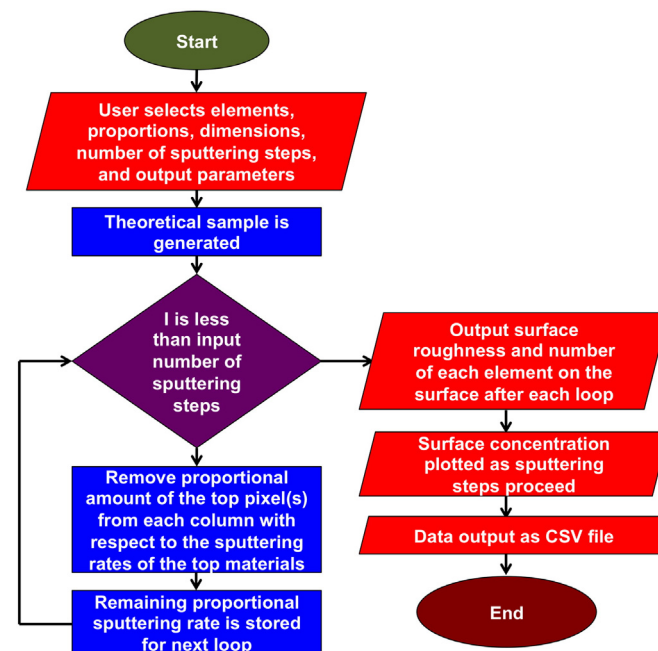 Start
User selects elements,
proportions, dimensions,
number of sputtering steps,
and output parameters
Theoretical sample is
generated
I is less
than input
number of
sputtering
steps
Remove proportional
amount of the top pixel(s)
from each column with
respect to the sputtering
rates of the top materials
Remaining proportional
sputtering rate is stored
for next loop
Output surface
roughness and number
of each element on the
surface after each loop
Surface concentration
plotted as sputtering
steps proceed
Data output as CSV file
End